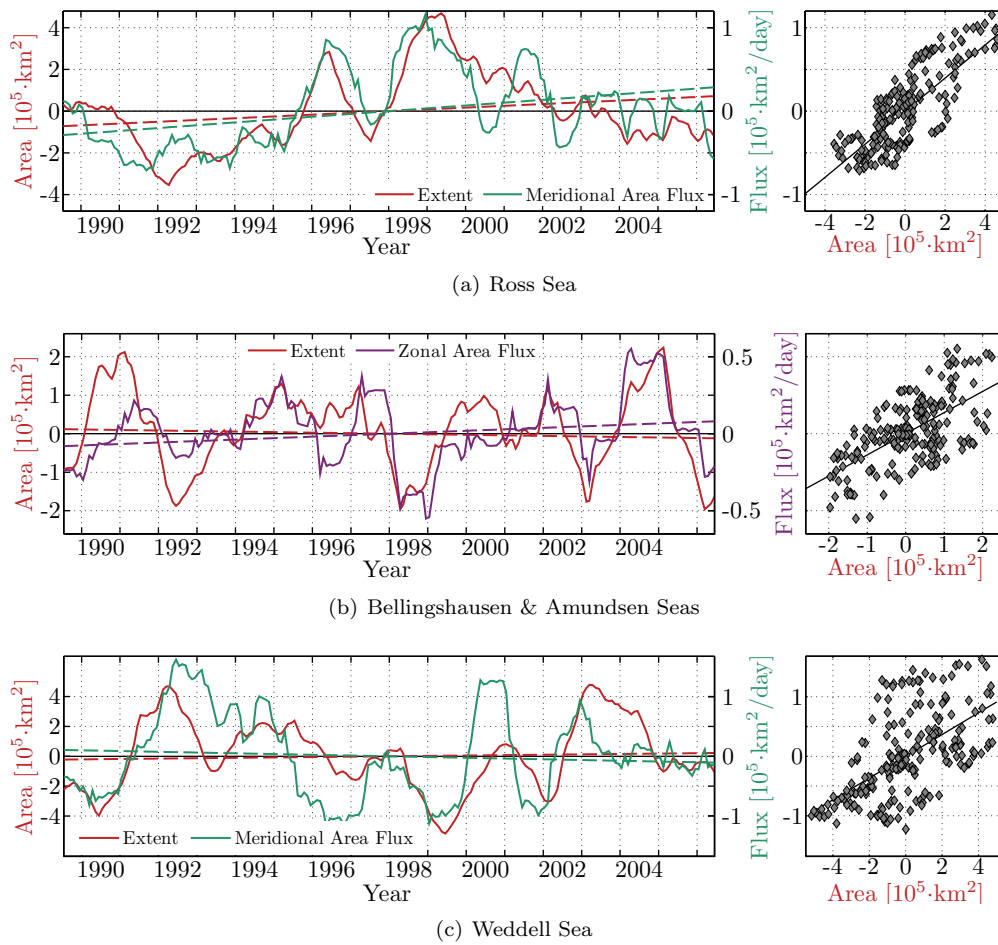 4
2
0
-2
-4
Area [10⁵·km²]
Extent
Meridional Area Flux
1
0
-1
Flux [10⁵·km²/day]
1990 1992 1994 1996 1998 2000 2002 2004
Year
1
0
-1
-4 -2 0 2 4
Area [10⁵·km²]
(a) Ross Sea
2
1
0
-1
-2
Area [10⁵·km²]
Extent
Zonal Area Flux
0.5
0
-0.5
Flux [10⁵·km²/day]
1990 1992 1994 1996 1998 2000 2002 2004
Year
0.5
0
-0.5
-2 -1 0 1 2
Area [10⁵·km²]
(b) Bellingshausen & Amundsen Seas
4
2
0
-2
-4
Area [10⁵·km²]
Extent
Meridional Area Flux
1
0
-1
Flux [10⁵·km²/day]
1990 1992 1994 1996 1998 2000 2002 2004
Year
1
0
-1
-4 -2 0 2 4
Area [10⁵·km²]
(c) Weddell Sea